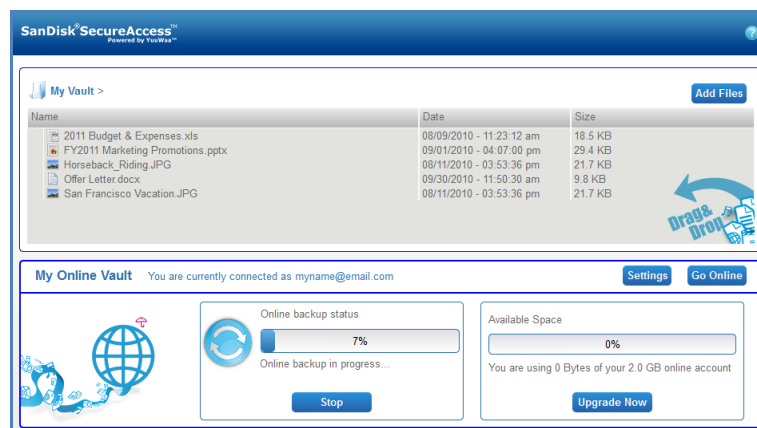 SanDisk®SecureAccess™
Powered by YuuWaa™
?
My Vault >
Add Files
Name Date Size
2011 Budget & Expenses.xls 08/09/2010 - 11:23:12 am 18.5 KB
FY2011 Marketing Promotions.pptx 09/01/2010 - 04:07:00 pm 29.4 KB
Horseback_Riding.JPG 08/11/2010 - 03:53:36 pm 21.7 KB
Offer Letter.docx 09/30/2010 - 11:50:30 am 9.8 KB
San Francisco Vacation.JPG 08/11/2010 - 03:53:36 pm 21.7 KB
Drag&
Drop
My Online Vault You are currently connected as myname@email.com
Settings Go Online
Online backup status
7%
Online backup in progress...
Stop
Available Space
0%
You are using 0 Bytes of your 2.0 GB online account
Upgrade Now